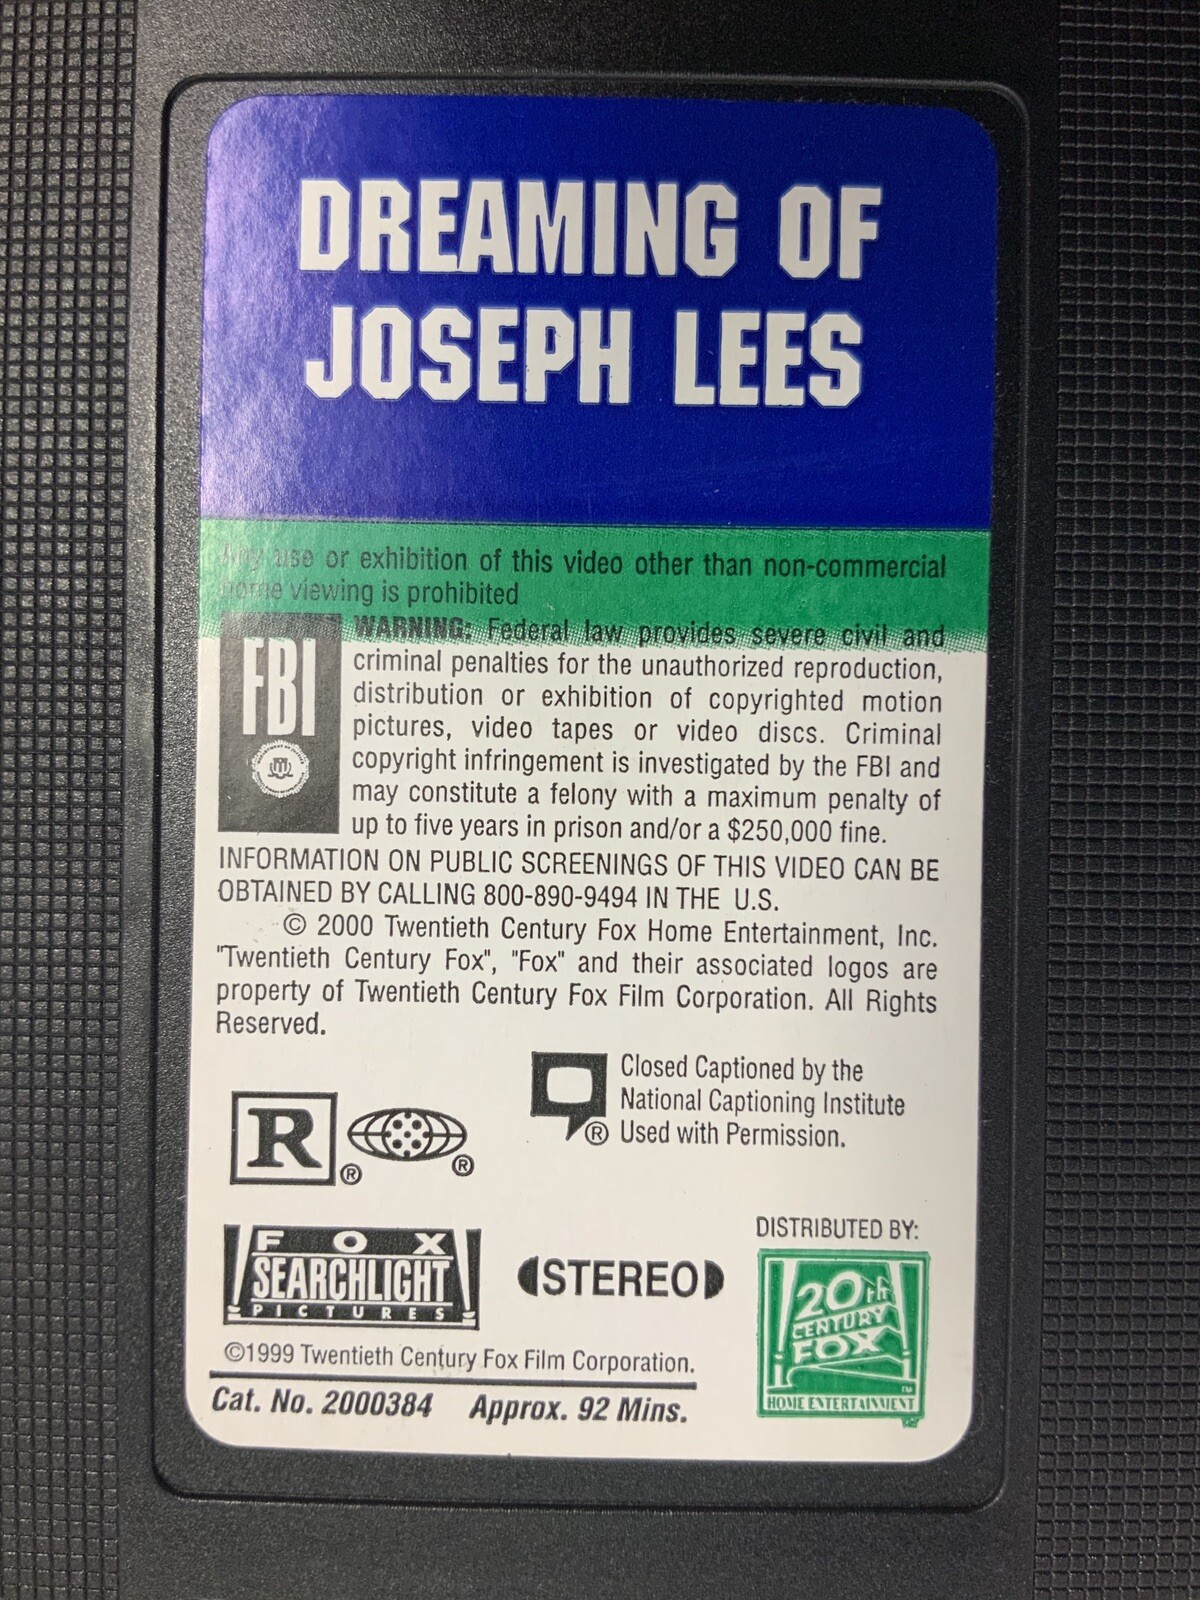 DREAMING OF
JOSEPH LEES
Any use or exhibition of this video other than non-commercial
home viewing is prohibited
FBI
WARNING: Federal law provides severe civil and
criminal penalties for the unauthorized reproduction,
distribution or exhibition of copyrighted motion
pictures, video tapes or video discs. Criminal
copyright infringement is investigated by the FBI and
may constitute a felony with a maximum penalty of
up to five years in prison and/or a $250,000 fine.
INFORMATION ON PUBLIC SCREENINGS OF THIS VIDEO CAN BE
OBTAINED BY CALLING 800-890-9494 IN THE U.S.
© 2000 Twentieth Century Fox Home Entertainment, Inc.
"Twentieth Century Fox", "Fox" and their associated logos are
property of Twentieth Century Fox Film Corporation. All Rights
Reserved.
R ® ®
® Closed Captioned by the
National Captioning Institute
Used with Permission.
FOX
SEARCHLIGHT
PICTURES
STEREO
DISTRIBUTED BY:
20TH
CENTURY
FOX
TM
HOME ENTERTAINMENT
©1999 Twentieth Century Fox Film Corporation.
Cat. No. 2000384 Approx. 92 Mins.